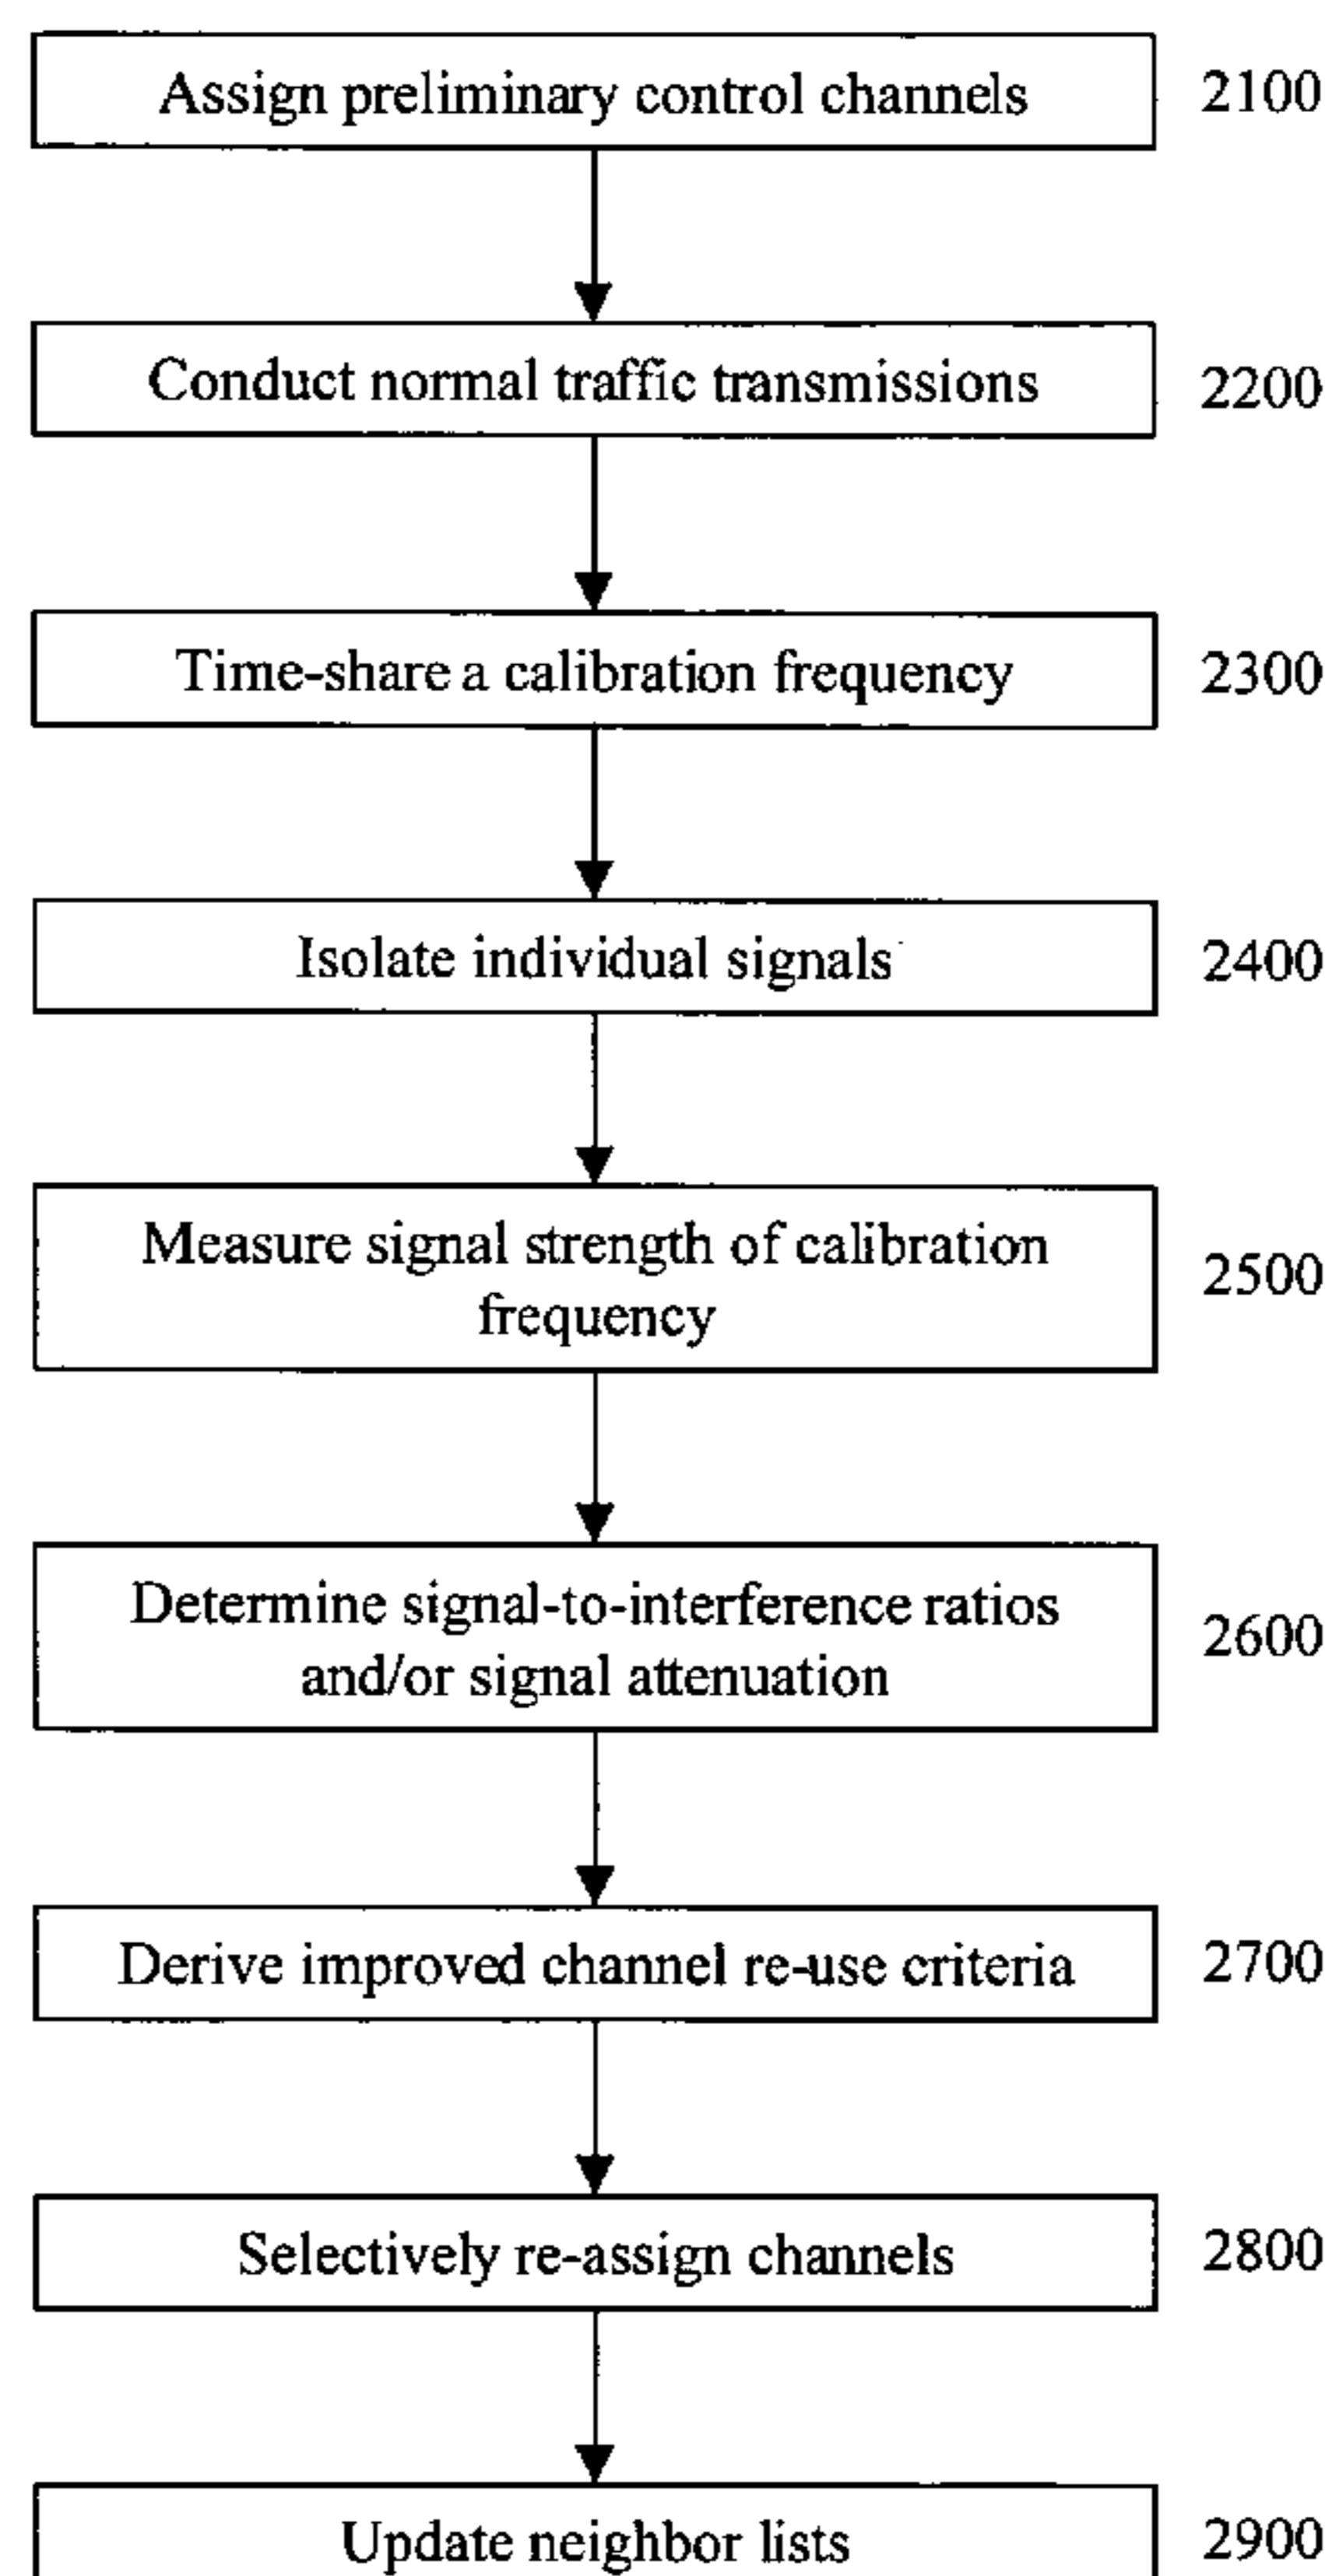 Assign preliminary control channels 2100
Conduct normal traffic transmissions 2200
Time-share a calibration frequency 2300
Isolate individual signals 2400
Measure signal strength of calibration
frequency
2500
Determine signal-to-interference ratios
and/or signal attenuation
2600
Derive improved channel re-use criteria 2700
Selectively re-assign channels 2800
Update neighbor lists 2900